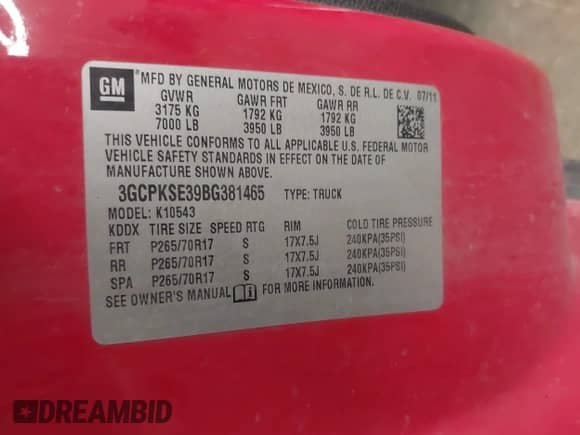 GM MFD BY GENERAL MOTORS DE MEXICO, S. DE R.L. DE C.V. 07/11
GVWR GAWR FRT GAWR RR
3175 KG 1792 KG 1792 KG
7000 LB 3950 LB 3950 LB
THIS VEHICLE CONFORMS TO ALL APPLICABLE U.S. FEDERAL MOTOR
VEHICLE SAFETY STANDARDS IN EFFECT ON THE DATE OF
MANUFACTURE SHOWN ABOVE.
3GCPKSE39BG381465 TYPE: TRUCK
MODEL: K10543
KDDX TIRE SIZE SPEED RTG RIM COLD TIRE PRESSURE
FRT P265/70R17 S 17X7.5J 240KPA(35PSI)
RR P265/70R17 S 17X7.5J 240KPA(35PSI)
SPA P265/70R17 S 17X7.5J 240KPA(35PSI)
SEE OWNER'S MANUAL FOR MORE INFORMATION.
DREAMBID